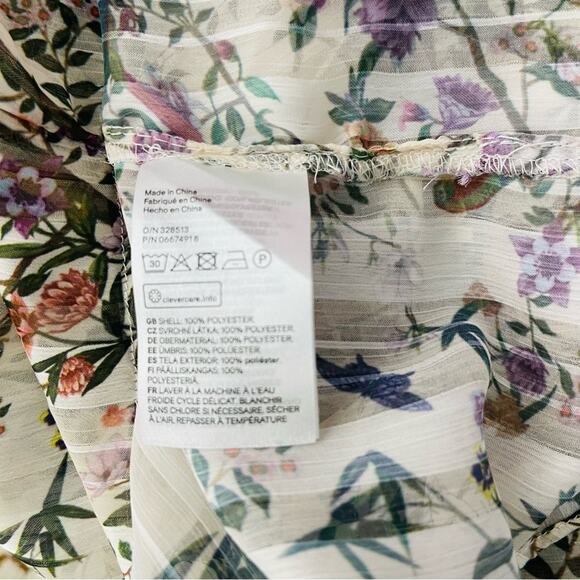 Made in China
Fabriqué en Chine
Hecho en China
O/N 328513
P/N 06674918
30
P
clevercare.info
GB SHELL: 100% POLYESTER
CZ SVRCHNÍ LÁTKA: 100% POLYESTER
DE OBERMATERIAL: 100% POLYESTER
EE ÜMBRIS: 100% POLÜESTER
ES TELA EXTERIOR: 100% poliéster
FI PÄÄLLISKANGAS: 100%
POLYESTERIÄ
FR LAVER À LA MACHINE À L'EAU
FROIDE CYCLE DÉLICAT. BLANCHIR
SANS CHLORE SI NÉCESSAIRE, SÉCHER
À L'AIR, REPASSER À TEMPÉRATURE